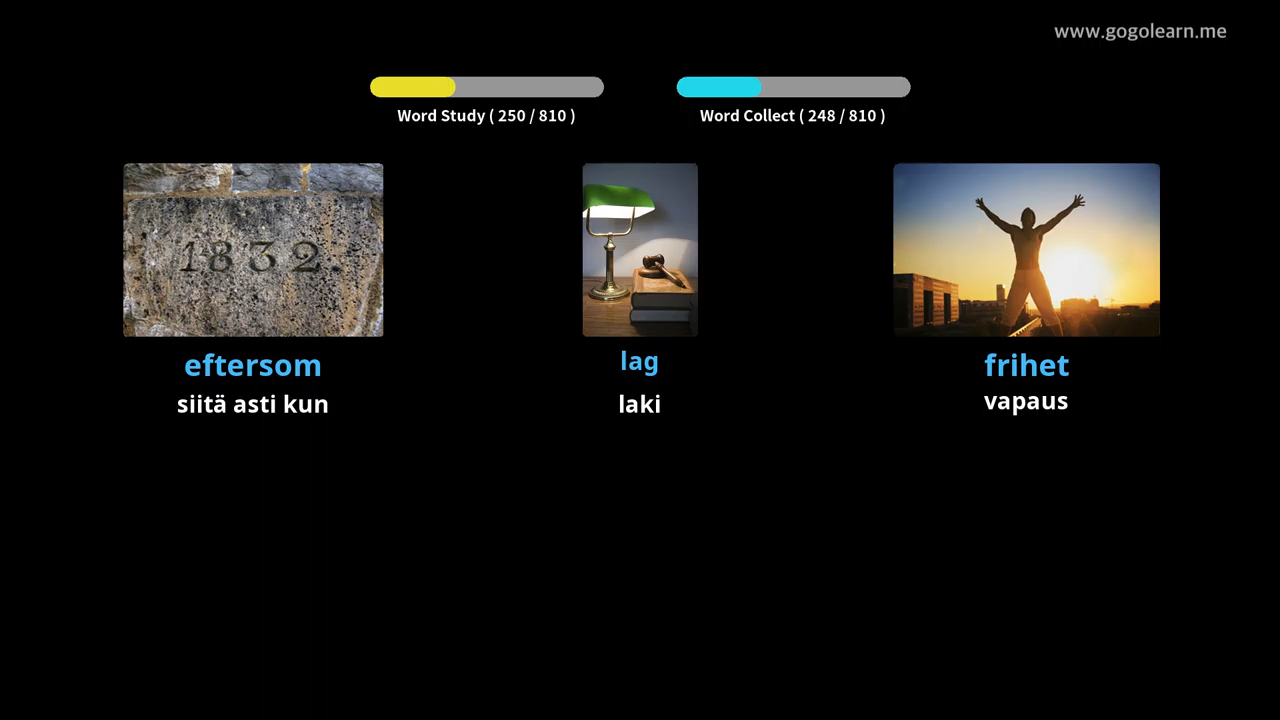 www.gogolearn.me
Word Study ( 250 / 810 )
Word Collect ( 248 / 810 )
1832
eftersom
siitä asti kun
lag
laki
frihet
vapaus